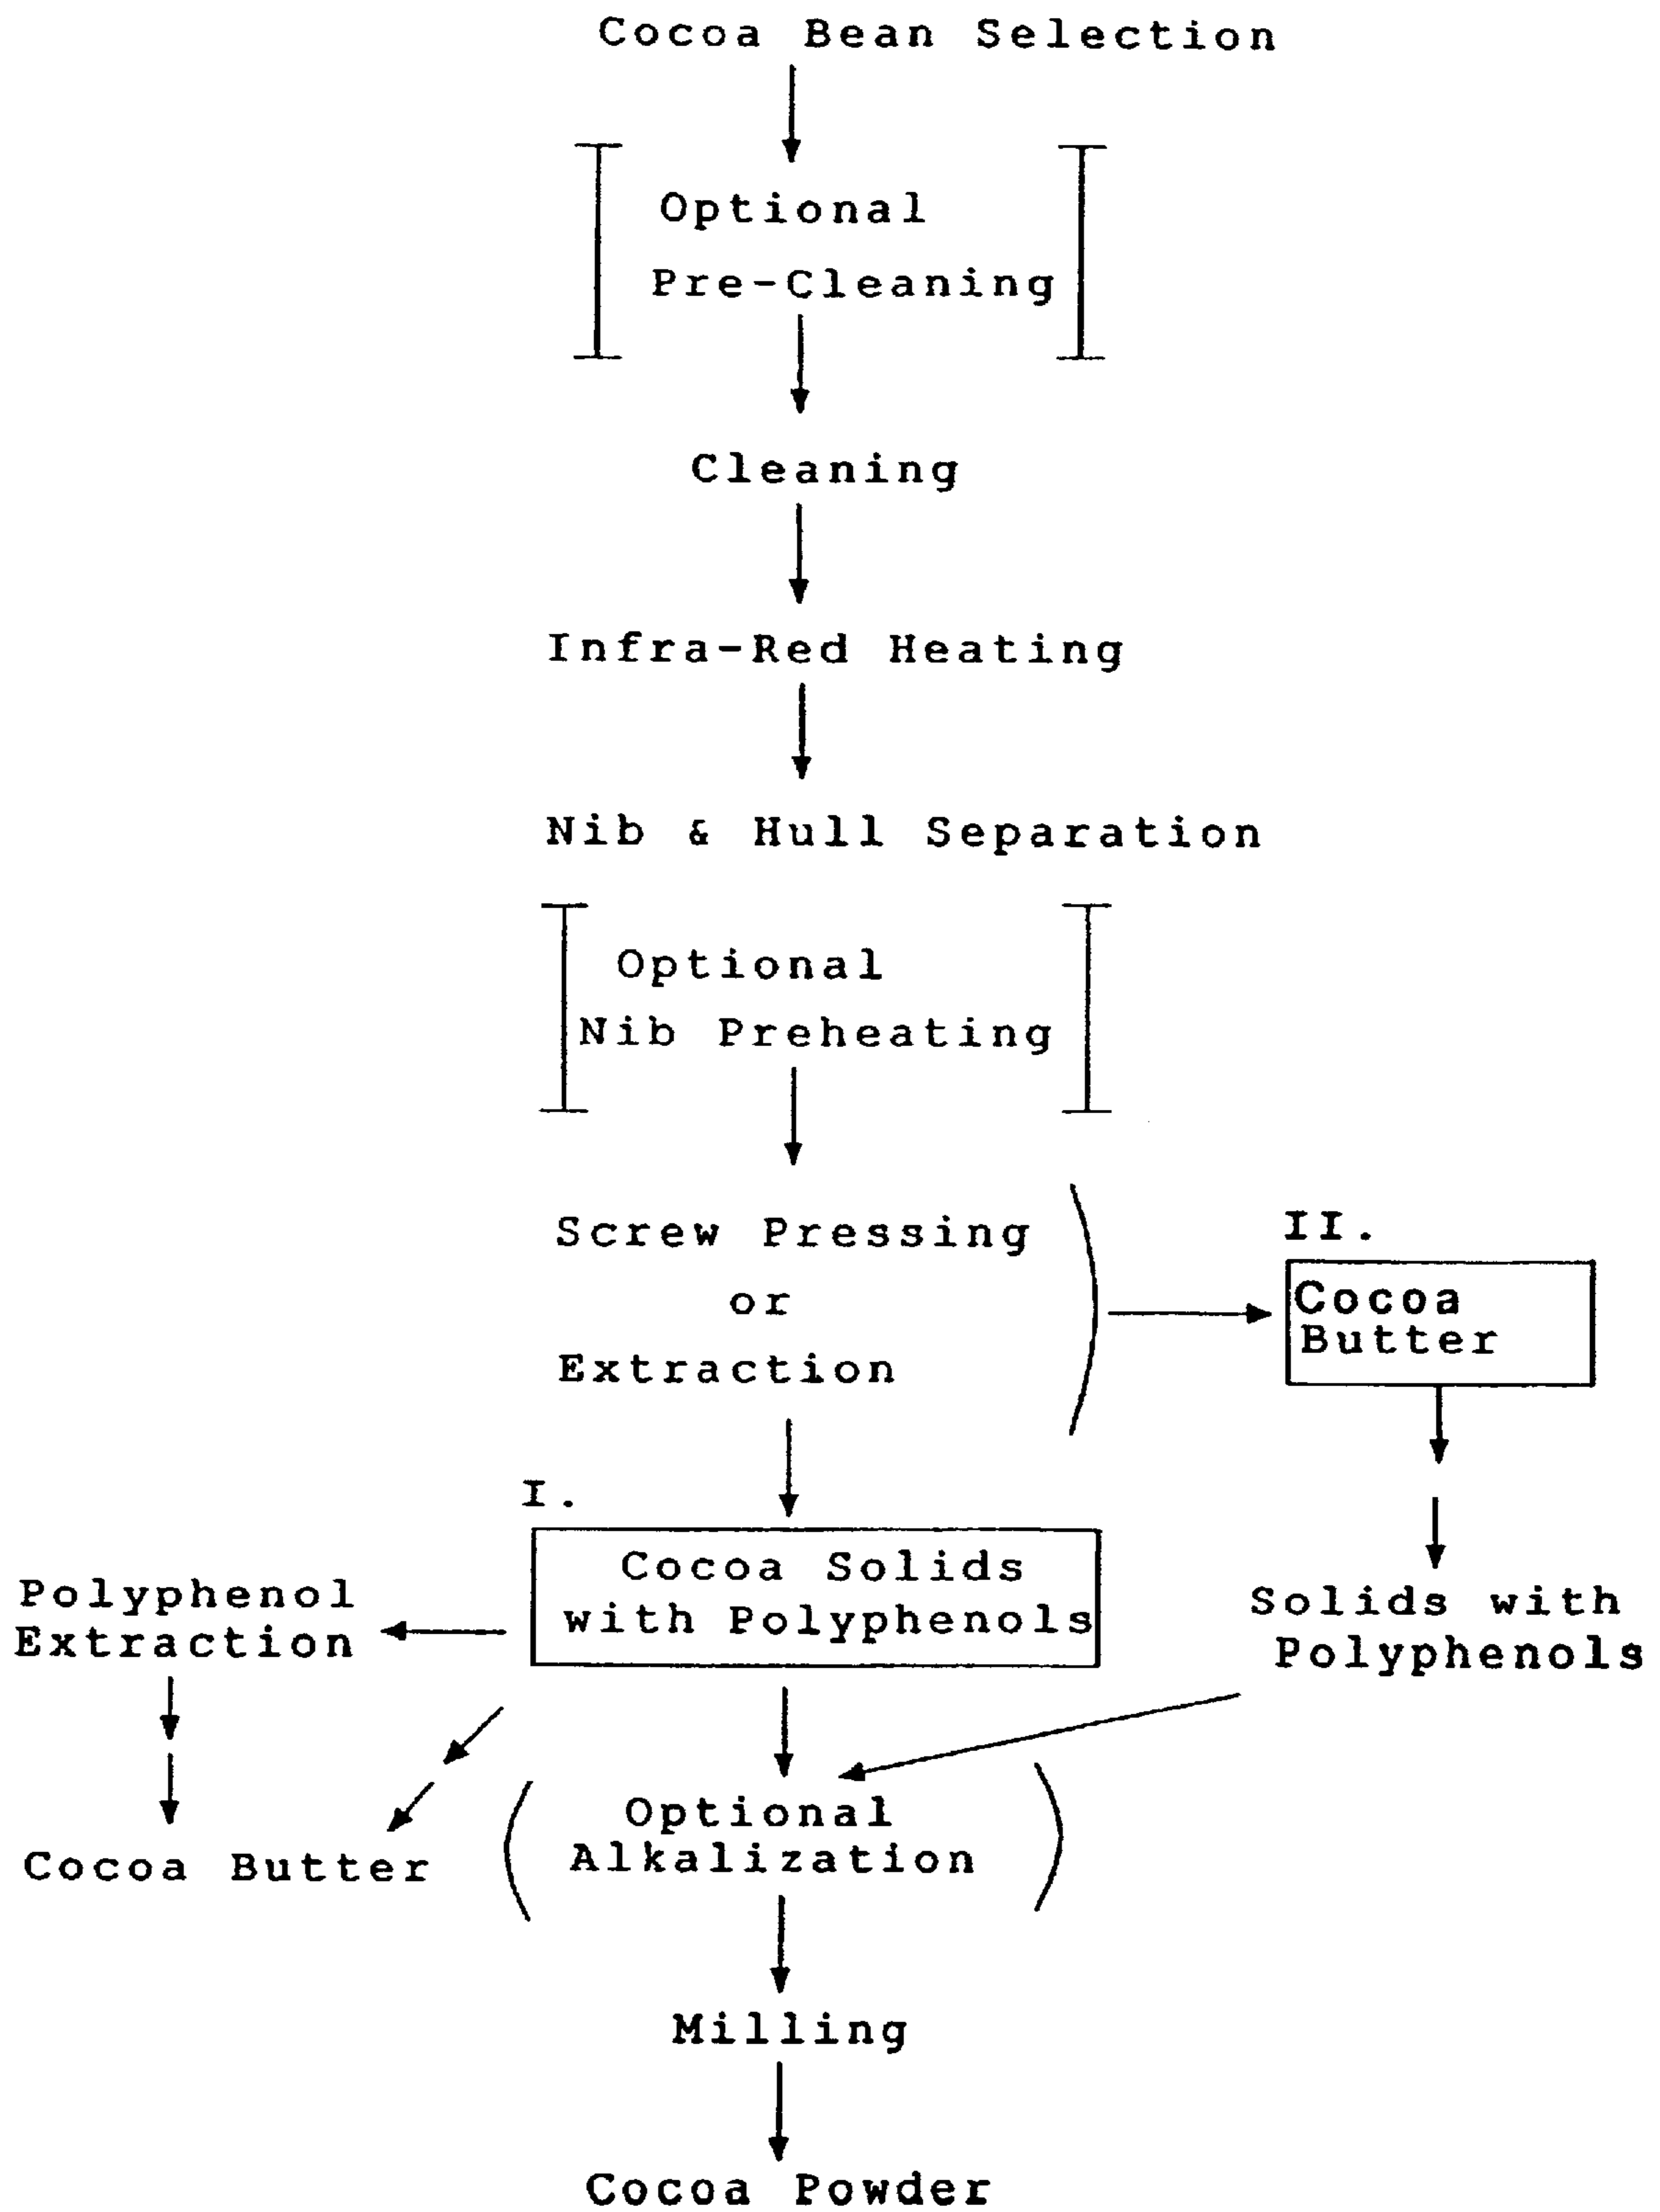 Cocoa Bean Selection
Optional
Pre-Cleaning
Cleaning
Infra-Red Heating
Nib & Hull Separation
Optional
Nib Preheating
Screw Pressing
or
Extraction
II.
Cocoa
Butter
I.
Cocoa Solids
with Polyphenols
Polyphenol
Extraction
Solids with
Polyphenols
Cocoa Butter
Optional
Alkalization
Milling
Cocoa Powder